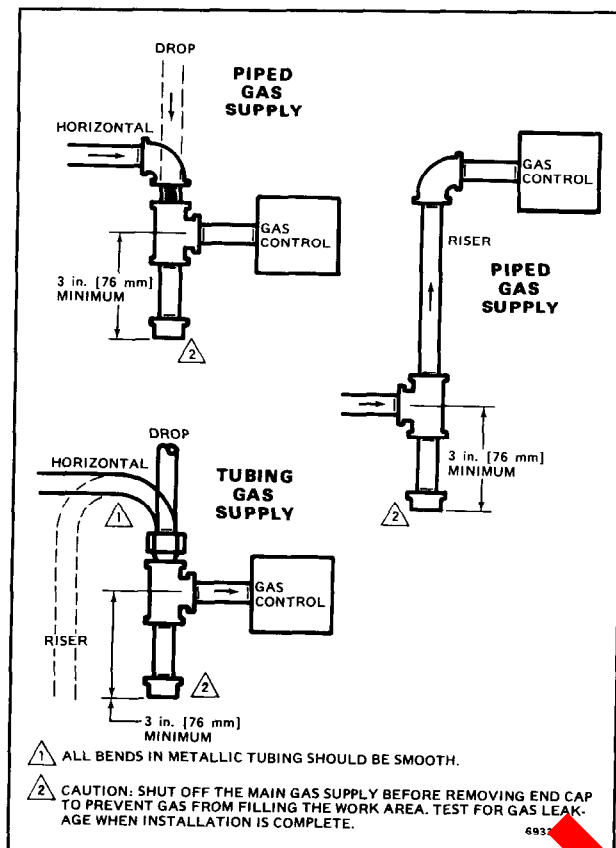 DROP
PIPED
GAS
SUPPLY
HORIZONTAL
GAS
CONTROL
3 in. [76 mm]
MINIMUM
2
GAS
CONTROL
RISER
PIPED
GAS
SUPPLY
3 in. [76 mm]
MINIMUM
2
DROP
HORIZONTAL
TUBING
GAS
SUPPLY
1
GAS
CONTROL
RISER
2
3 in. [76 mm]
MINIMUM
1 ALL BENDS IN METALLIC TUBING SHOULD BE SMOOTH.
2 CAUTION: SHUT OFF THE MAIN GAS SUPPLY BEFORE REMOVING END CAP
TO PREVENT GAS FROM FILLING THE WORK AREA. TEST FOR GAS LEAK-
AGE WHEN INSTALLATION IS COMPLETE.